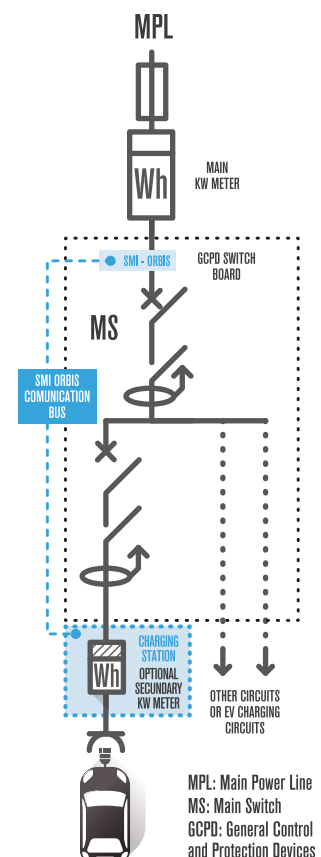 MPL
Wh
MAIN
KW METER
SMI - ORBIS
GCPD SWITCH
BOARD
MS
SMI ORBIS
COMUNICATION
BUS
CHARGING
STATION
Wh
OPTIONAL
SECUNDARY
KW METER
OTHER CIRCUITS
OR EV CHARGING
CIRCUITS
MPL: Main Power Line
MS: Main Switch
GCPD: General Control
and Protection Devices